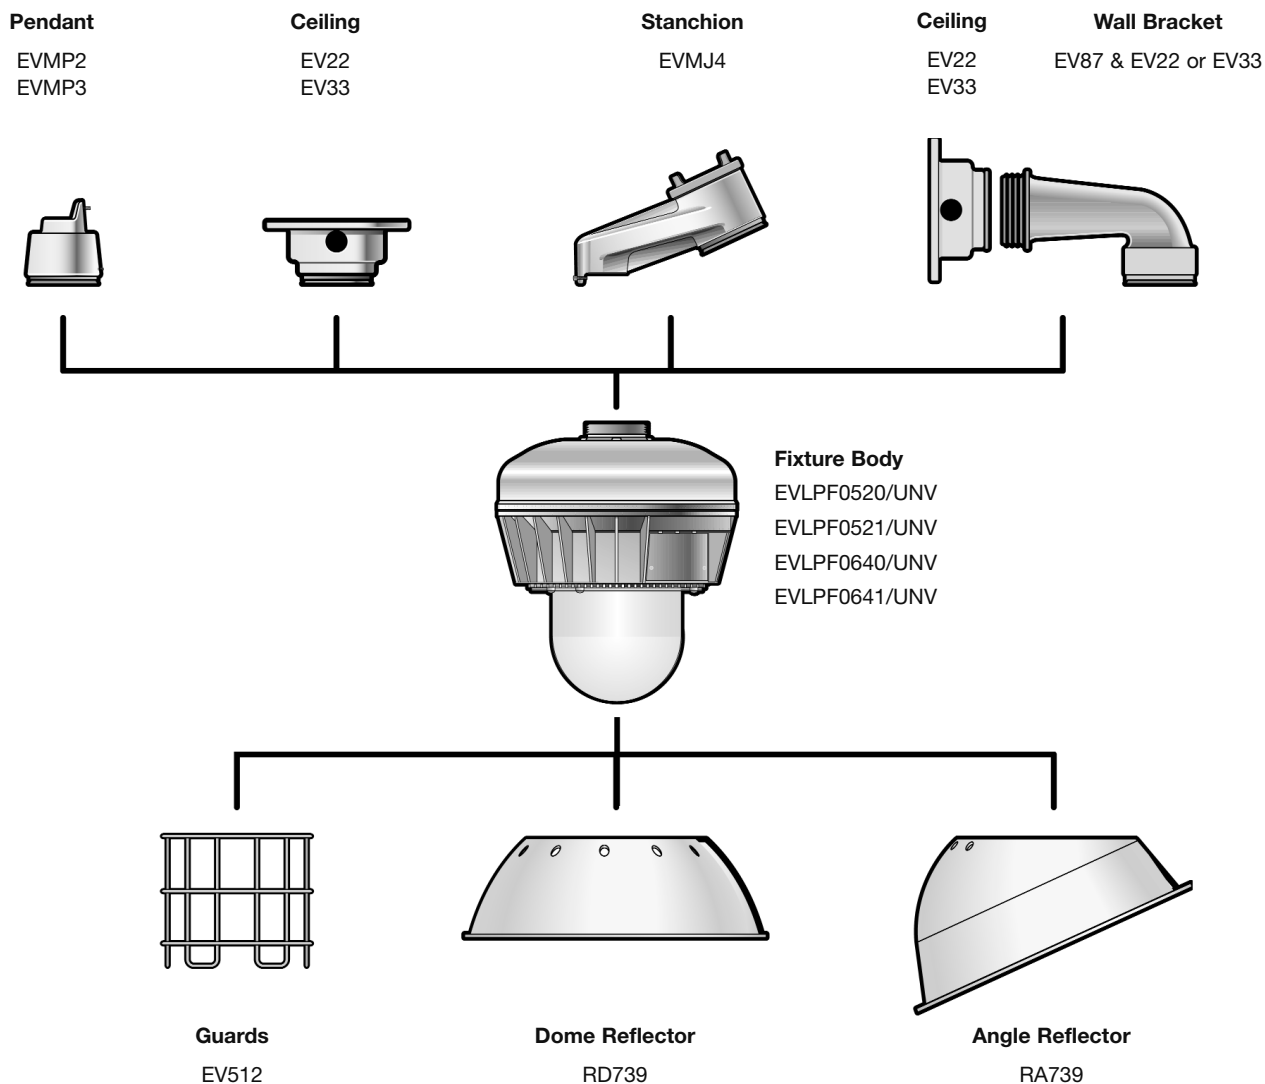 Pendant
EVMP2
EVMP3
Ceiling
EV22
EV33
Stanchion
EVMJ4
Ceiling
EV22
EV33
Wall Bracket
EV87 & EV22 or EV33
Fixture Body
EVLPF0520/UNV
EVLPF0521/UNV
EVLPF0640/UNV
EVLPF0641/UNV
Guards
EV512
Dome Reflector
RD739
Angle Reflector
RA739